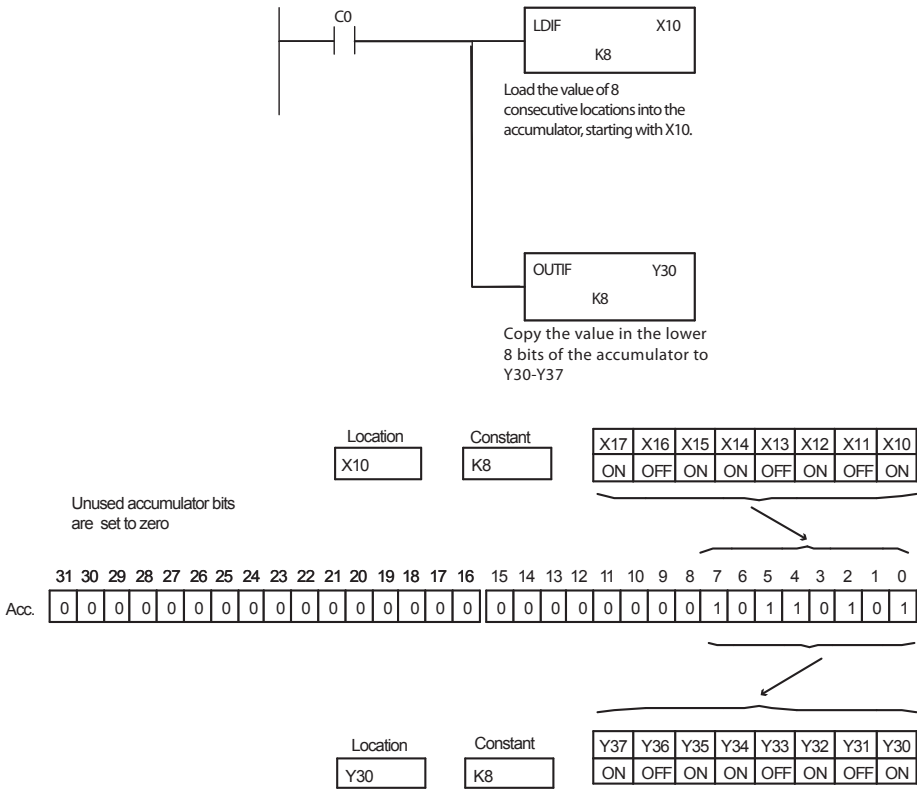 C0
LDIF X10
K8
Load the value of 8
consecutive locations into the
accumulator, starting with X10.
OUTIF Y30
K8
Copy the value in the lower
8 bits of the accumulator to
Y30-Y37
Location Constant
X10 K8
X17 X16 X15 X14 X13 X12 X11 X10
ON OFF ON ON OFF ON OFF ON
Unused accumulator bits
are set to zero
31 30 29 28 27 26 25 24 23 22 21 20 19 18 17 16 15 14 13 12 11 10 9 8 7 6 5 4 3 2 1 0
Acc. 0 0 0 0 0 0 0 0 0 0 0 0 0 0 0 0 0 0 0 0 0 0 0 0 1 0 1 1 0 1 0 1
Location Constant
Y30 K8
Y37 Y36 Y35 Y34 Y33 Y32 Y31 Y30
ON OFF ON ON OFF ON OFF ON